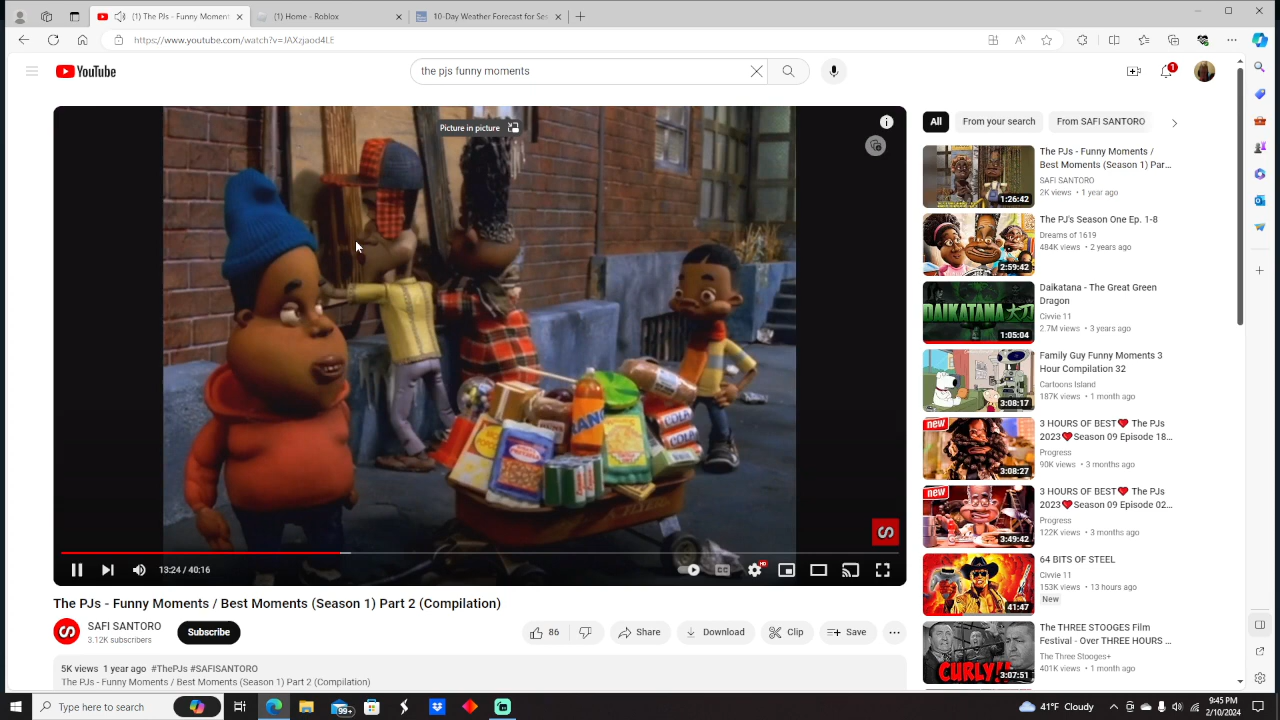 (1) The PJs - Funny Moment
(1) Home - Roblox
10-Day Weather Forecast for Se
https://www.youtube.com/watch?v=JAXzjaod4LE
YouTube
the pjs funny moments
1
Picture in picture
COLA
COLA
13:24 / 40:16
CC
HD
The PJs - Funny Moments / Best Moments (Season 1) Part 2 (Compilation)
SAFI SANTORO
3.12K subscribers
Subscribe
86
Share
Download
Clip
Save
5K views 1 year ago #ThePJs #SAFISANTORO
The PJs - Funny Moments / Best Moments (Season 1) Part 2 (Compilation)
All
From your search
From SAFI SANTORO
The PJs - Funny Moments /
Best Moments (Season 1) Par...
SAFI SANTORO
2K views • 1 year ago
1:26:42
The PJ's Season One Ep. 1-8
Dreams of 1619
484K views • 2 years ago
2:59:42
Daikatana - The Great Green
Dragon
Civvie 11
2.7M views • 3 years ago
DAIKATANA 大刀
1:05:04
Family Guy Funny Moments 3
Hour Compilation 32
Cartoons Island
187K views • 1 month ago
3:08:17
new
3 HOURS OF BEST❤️ The PJs
2023❤️Season 09 Episode 18...
Progress
90K views • 3 months ago
3:08:27
new
3 HOURS OF BEST❤️ The PJs
2023❤️Season 09 Episode 02...
Progress
122K views • 3 months ago
3:49:42
64 BITS OF STEEL
Civvie 11
153K views • 13 hours ago
New
41:47
The THREE STOOGES Film
Festival - Over THREE HOURS ...
The Three Stooges+
401K views • 1 month ago
CURLY!!
3:07:51
Type here to search
99+
41°F Cloudy
9:45 PM
2/10/2024